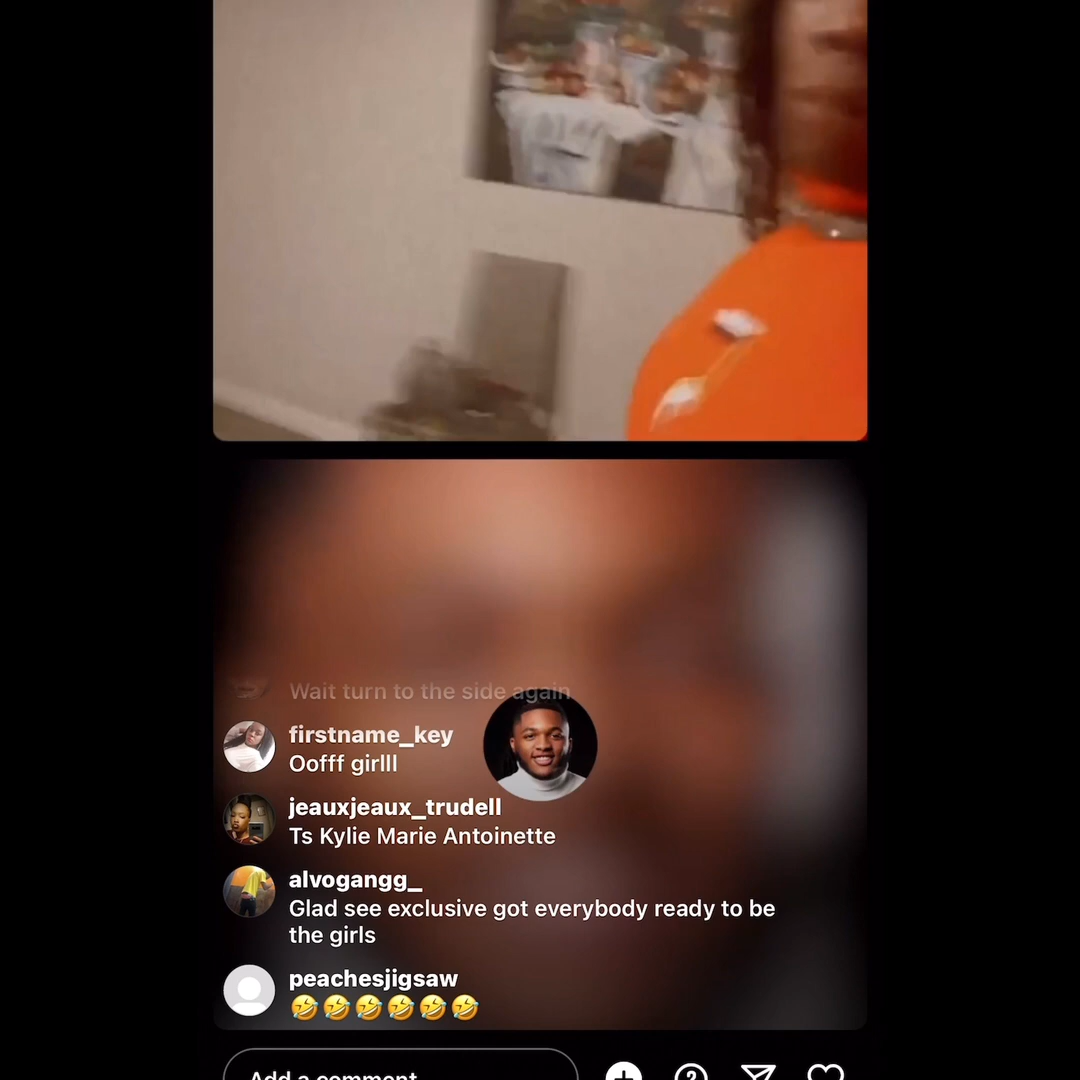 Wait turn to the side again
firstname_key
Oofff girlll
jeauxjeaux_trudell
Ts Kylie Marie Antoinette
alvogangg_
Glad see exclusive got everybody ready to be
the girls
peachesjigsaw
🤣🤣🤣🤣🤣🤣
Add a comment